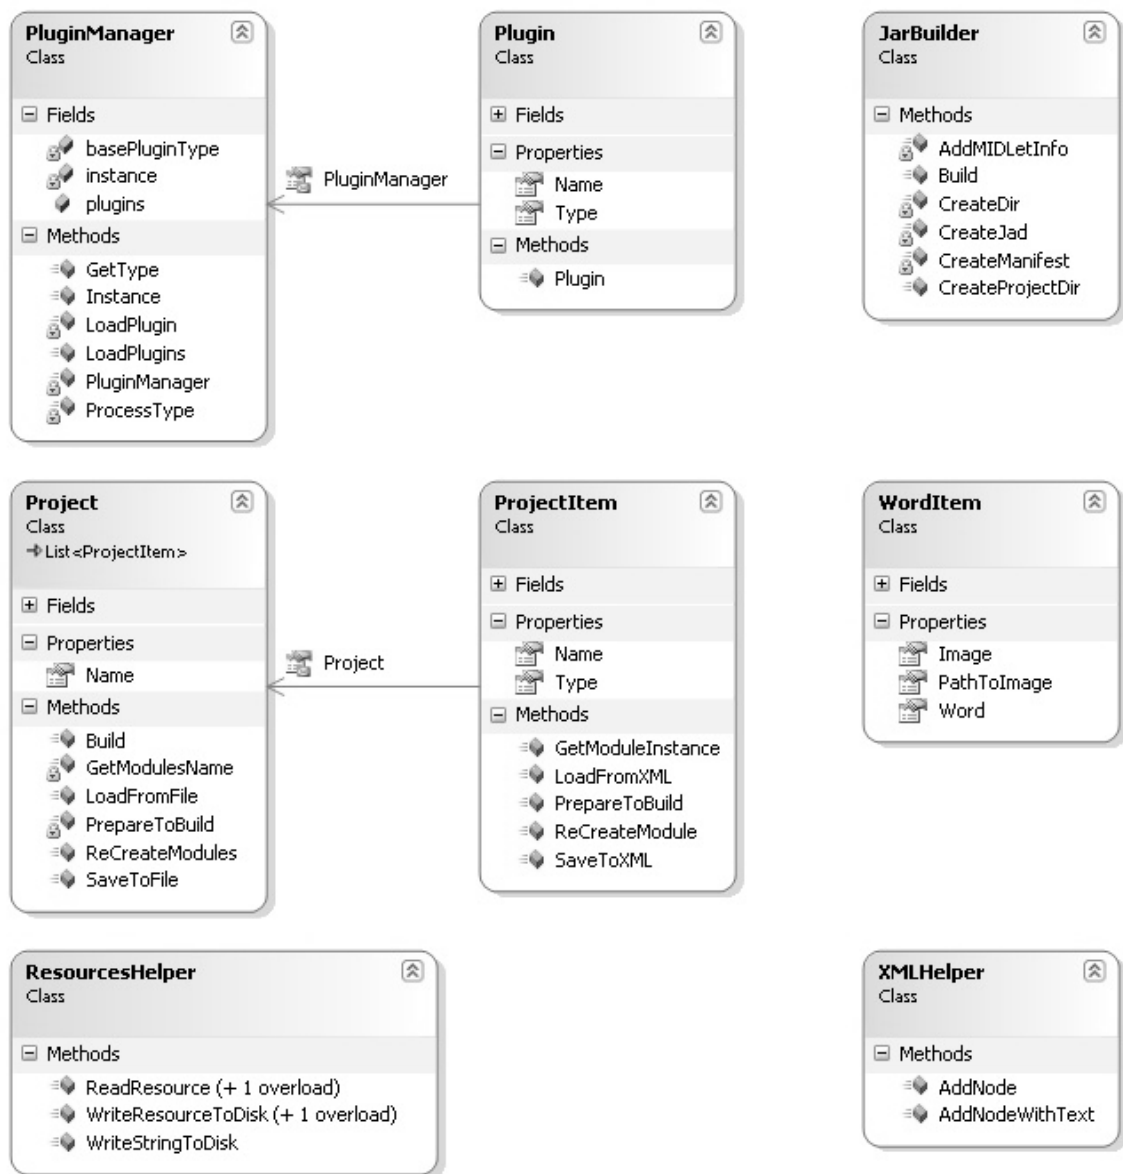 PluginManager
Class
Fields
basePluginType
instance
plugins
Methods
GetType
Instance
LoadPlugin
LoadPlugins
PluginManager
ProcessType
PluginManager
Plugin
Class
Fields
Properties
Name
Type
Methods
Plugin
JarBuilder
Class
Methods
AddMIDLetInfo
Build
CreateDir
CreateJad
CreateManifest
CreateProjectDir
Project
Class
List<ProjectItem>
Fields
Properties
Name
Methods
Build
GetModulesName
LoadFromFile
PrepareToBuild
ReCreateModules
SaveToFile
Project
ProjectItem
Class
Fields
Properties
Name
Type
Methods
GetModuleInstance
LoadFromXML
PrepareToBuild
ReCreateModule
SaveToXML
WordItem
Class
Fields
Properties
Image
PathToImage
Word
ResourcesHelper
Class
Methods
ReadResource (+ 1 overload)
WriteResourceToDisk (+ 1 overload)
WriteStringToDisk
XMLHelper
Class
Methods
AddNode
AddNodeWithText